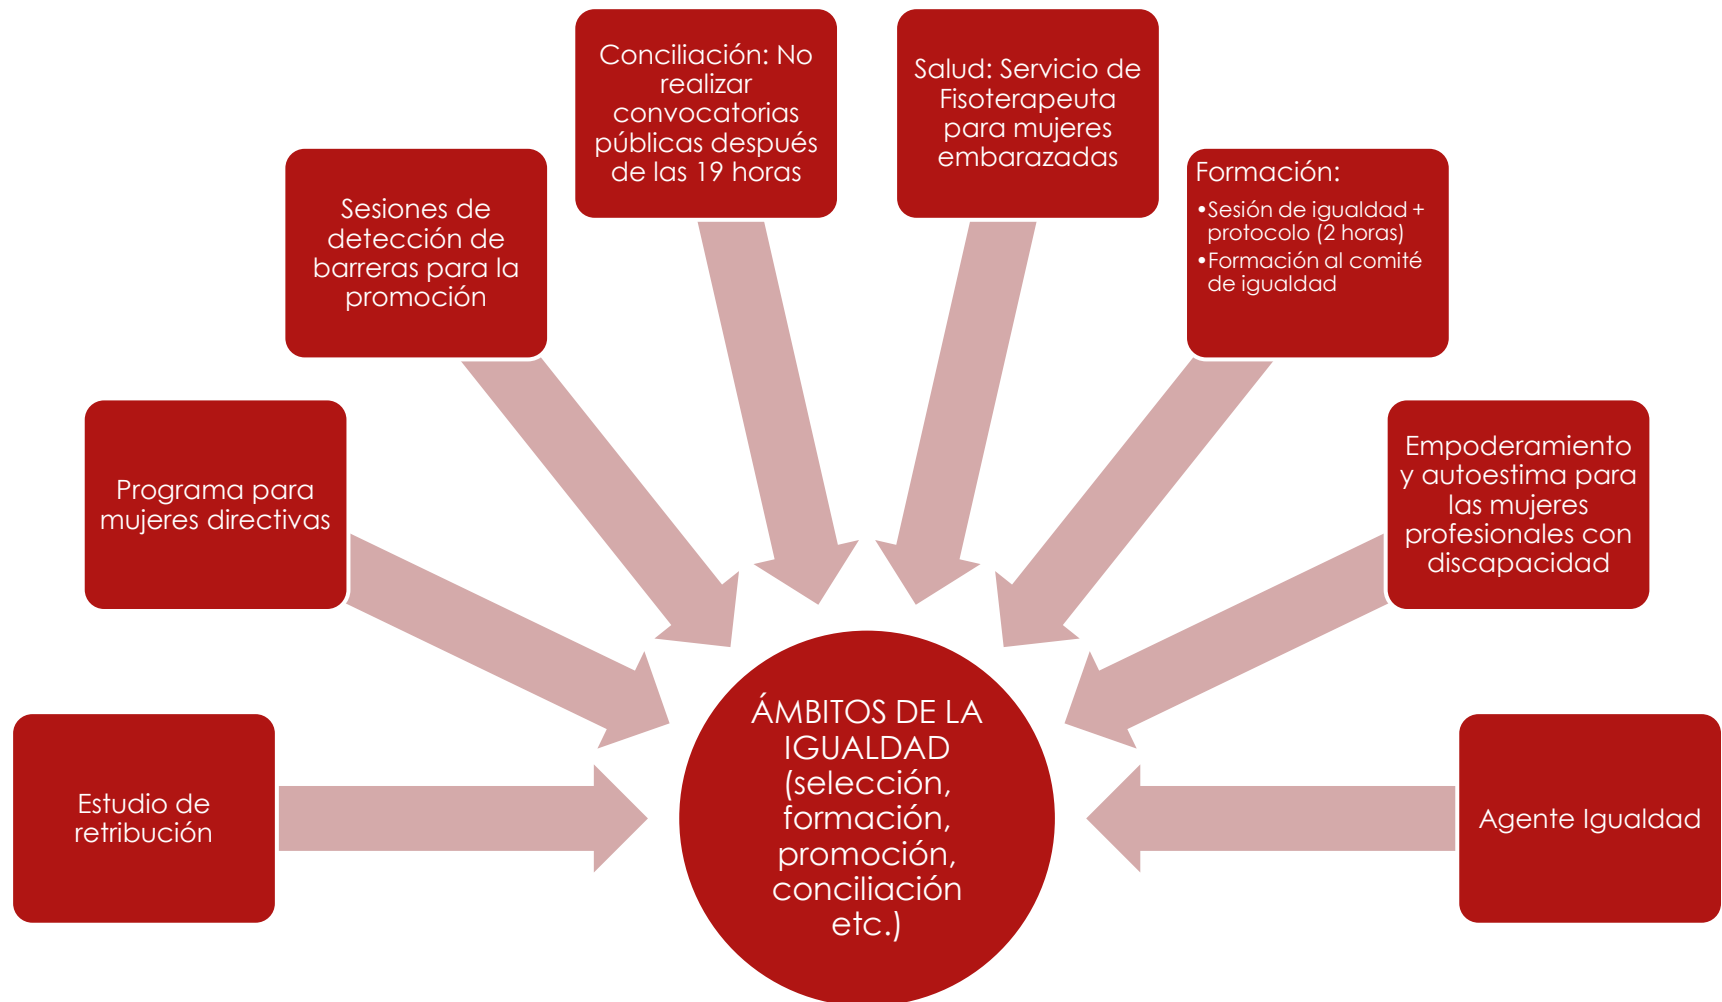 Conciliación: No
realizar
convocatorias
públicas después
de las 19 horas
Salud: Servicio de
Fisoterapeuta
para mujeres
embarazadas
Sesiones de
detección de
barreras para la
promoción
Formación:
•Sesión de igualdad +
protocolo (2 horas)
•Formación al comité
de igualdad
Programa para
mujeres directivas
Empoderamiento
y autoestima para
las mujeres
profesionales con
discapacidad
Estudio de
retribución
ÁMBITOS DE LA
IGUALDAD
(selección,
formación,
promoción,
conciliación
etc.)
Agente Igualdad